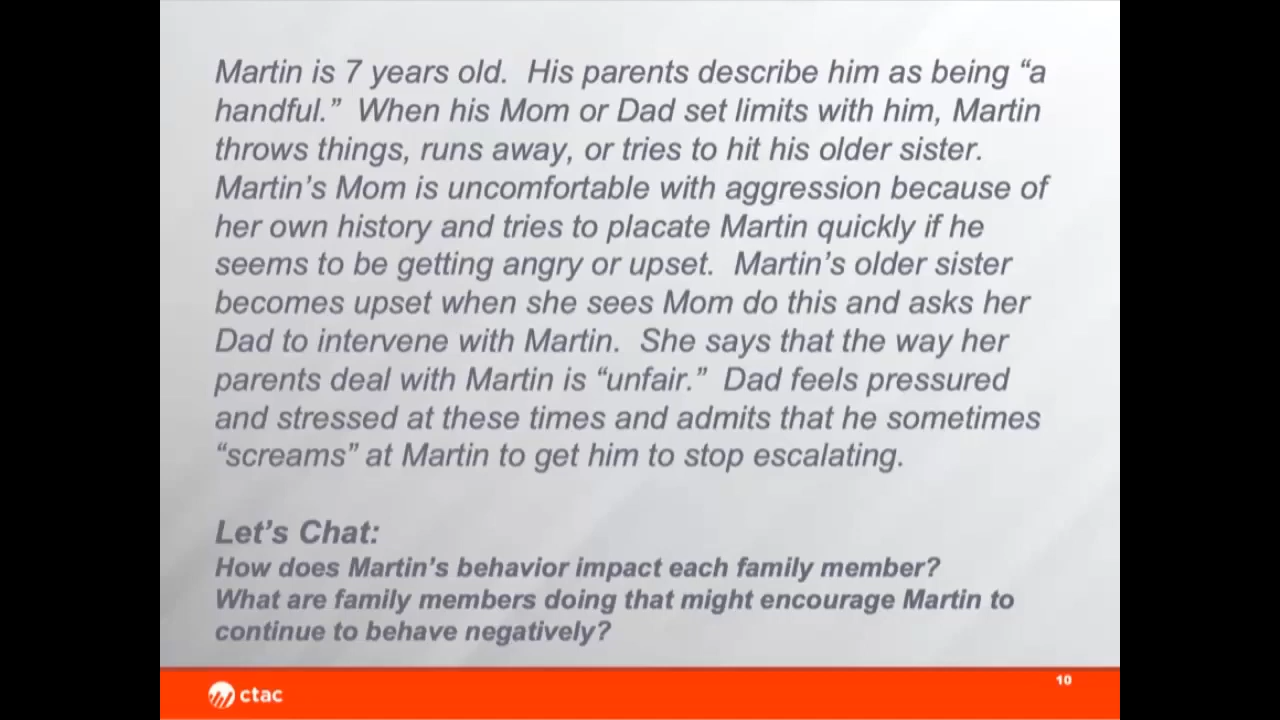 Martin is 7 years old.  His parents describe him as being “a
handful.”  When his Mom or Dad set limits with him, Martin
throws things, runs away, or tries to hit his older sister.
Martin’s Mom is uncomfortable with aggression because of
her own history and tries to placate Martin quickly if he
seems to be getting angry or upset.  Martin’s older sister
becomes upset when she sees Mom do this and asks her
Dad to intervene with Martin.  She says that the way her
parents deal with Martin is “unfair.”  Dad feels pressured
and stressed at these times and admits that he sometimes
“screams” at Martin to get him to stop escalating.
Let’s Chat:
How does Martin’s behavior impact each family member?
What are family members doing that might encourage Martin to
continue to behave negatively?
10
ctac